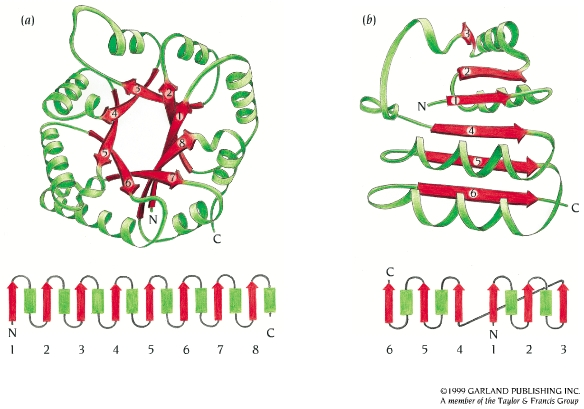 (a)
3 2 1 4 8 5 6 7
N
C
N C
1 2 3 4 5 6 7 8
(b)
3
2
N 1
4
5
6
C
C
N
6 5 4 1 2 3
©1999 GARLAND PUBLISHING INC.
A member of the Taylor & Francis Group